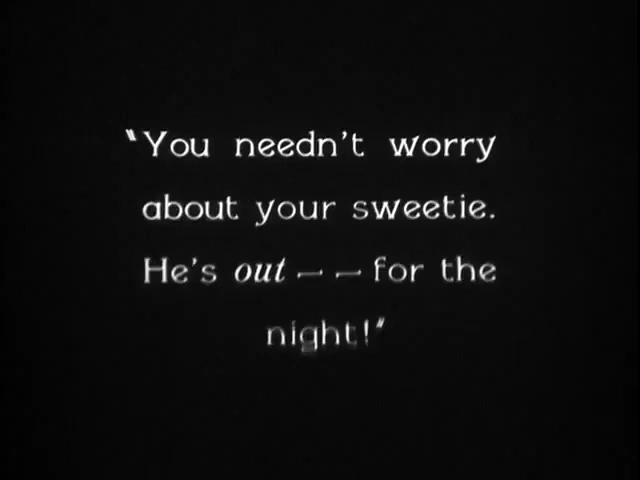 "You needn't worry
about your sweetie.
He's out — — for the
night!"